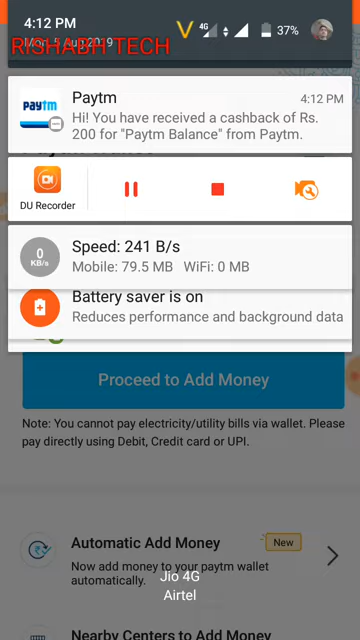 4:12 PM
4G
37%
Mon, 5 Aug 2019
RISHABH TECH
paytm
Paytm
4:12 PM
Hi! You have received a cashback of Rs.
200 for "Paytm Balance" from Paytm.
DU Recorder
0
KB/s
Speed: 241 B/s
Mobile: 79.5 MB WiFi: 0 MB
Battery saver is on
Reduces performance and background data
Proceed to Add Money
Note: You cannot pay electricity/utility bills via wallet. Please
pay directly using Debit, Credit card or UPI.
Automatic Add Money
New
Now add money to your paytm wallet
automatically.
Jio 4G
Airtel
Nearby Centers to Add Money